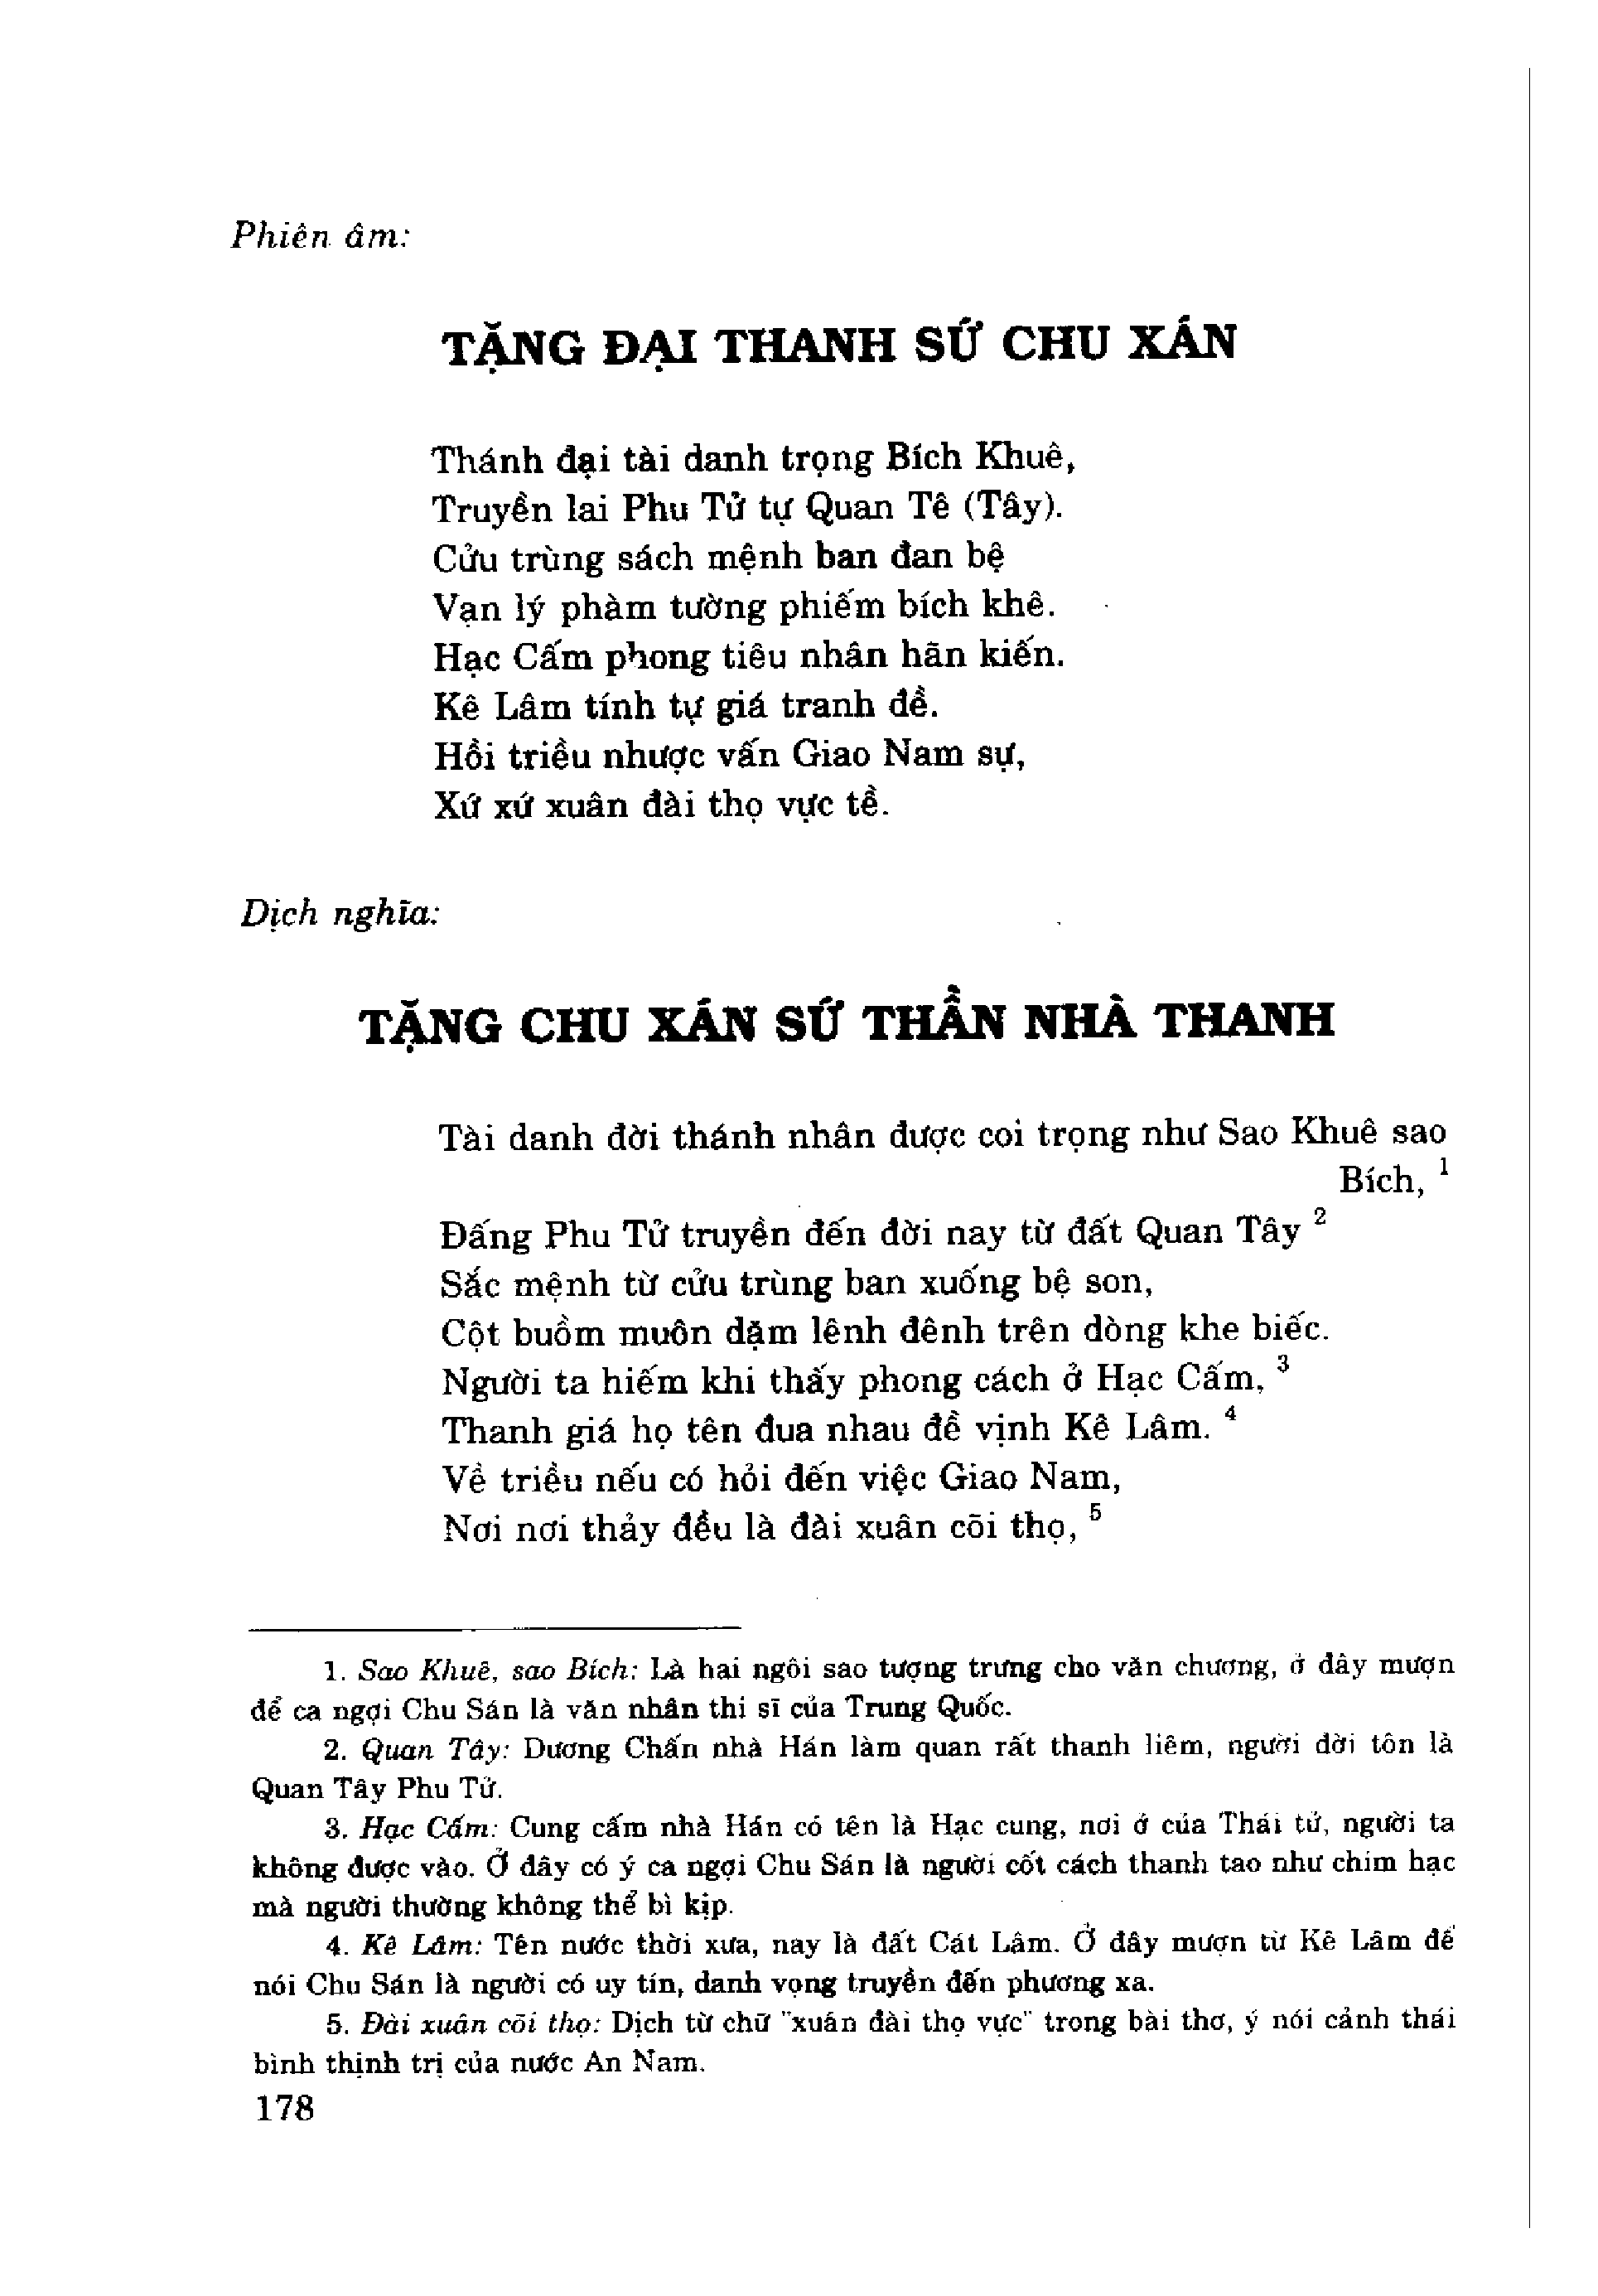 Phiên âm:
TẶNG ĐẠI THANH SỨ CHU XÁN
Thánh đại tài danh trọng Bích Khuê,
Truyền lai Phu Tử tự Quan Tê (Tây).
Cửu trùng sách mệnh ban đan bệ
Vạn lý phàm tường phiếm bích khê.
Hạc Cấm phong tiêu nhân hãn kiến.
Kê Lâm tính tự giá tranh đề.
Hồi triều nhược vấn Giao Nam sự,
Xứ xứ xuân đài thọ vực tề.
Dịch nghĩa:
TẶNG CHU XÁN SỨ THẦN NHÀ THANH
Tài danh đời thánh nhân được coi trọng như Sao Khuê sao
Bích, 1
Đấng Phu Tử truyền đến đời nay từ đất Quan Tây 2
Sắc mệnh từ cửu trùng ban xuống bệ son,
Cột buồm muôn dặm lênh đênh trên dòng khe biếc.
Người ta hiếm khi thấy phong cách ở Hạc Cấm, 3
Thanh giá họ tên đua nhau đề vịnh Kê Lâm. 4
Về triều nếu có hỏi đến việc Giao Nam,
Nơi nơi thảy đều là đài xuân cõi thọ, 5
1. Sao Khuê, sao Bích: Là hai ngôi sao tượng trưng cho văn chương, ở đây mượn
để ca ngợi Chu Sán là văn nhân thi sĩ của Trung Quốc.
2. Quan Tây: Dương Chấn nhà Hán làm quan rất thanh liêm, người đời tôn là
Quan Tây Phu Tử.
3. Hạc Cấm: Cung cấm nhà Hán có tên là Hạc cung, nơi ở của Thái tử, người ta
không được vào. Ở đây có ý ca ngợi Chu Sán là người cốt cách thanh tao như chim hạc
mà người thường không thể bì kịp.
4. Kê Lâm: Tên nước thời xưa, nay là đất Cát Lâm. Ở đây mượn từ Kê Lâm để
nói Chu Sán là người có uy tín, danh vọng truyền đến phương xa.
5. Đài xuân cõi thọ: Dịch từ chữ "xuân đài thọ vực" trong bài thơ, ý nói cảnh thái
bình thịnh trị của nước An Nam.
178